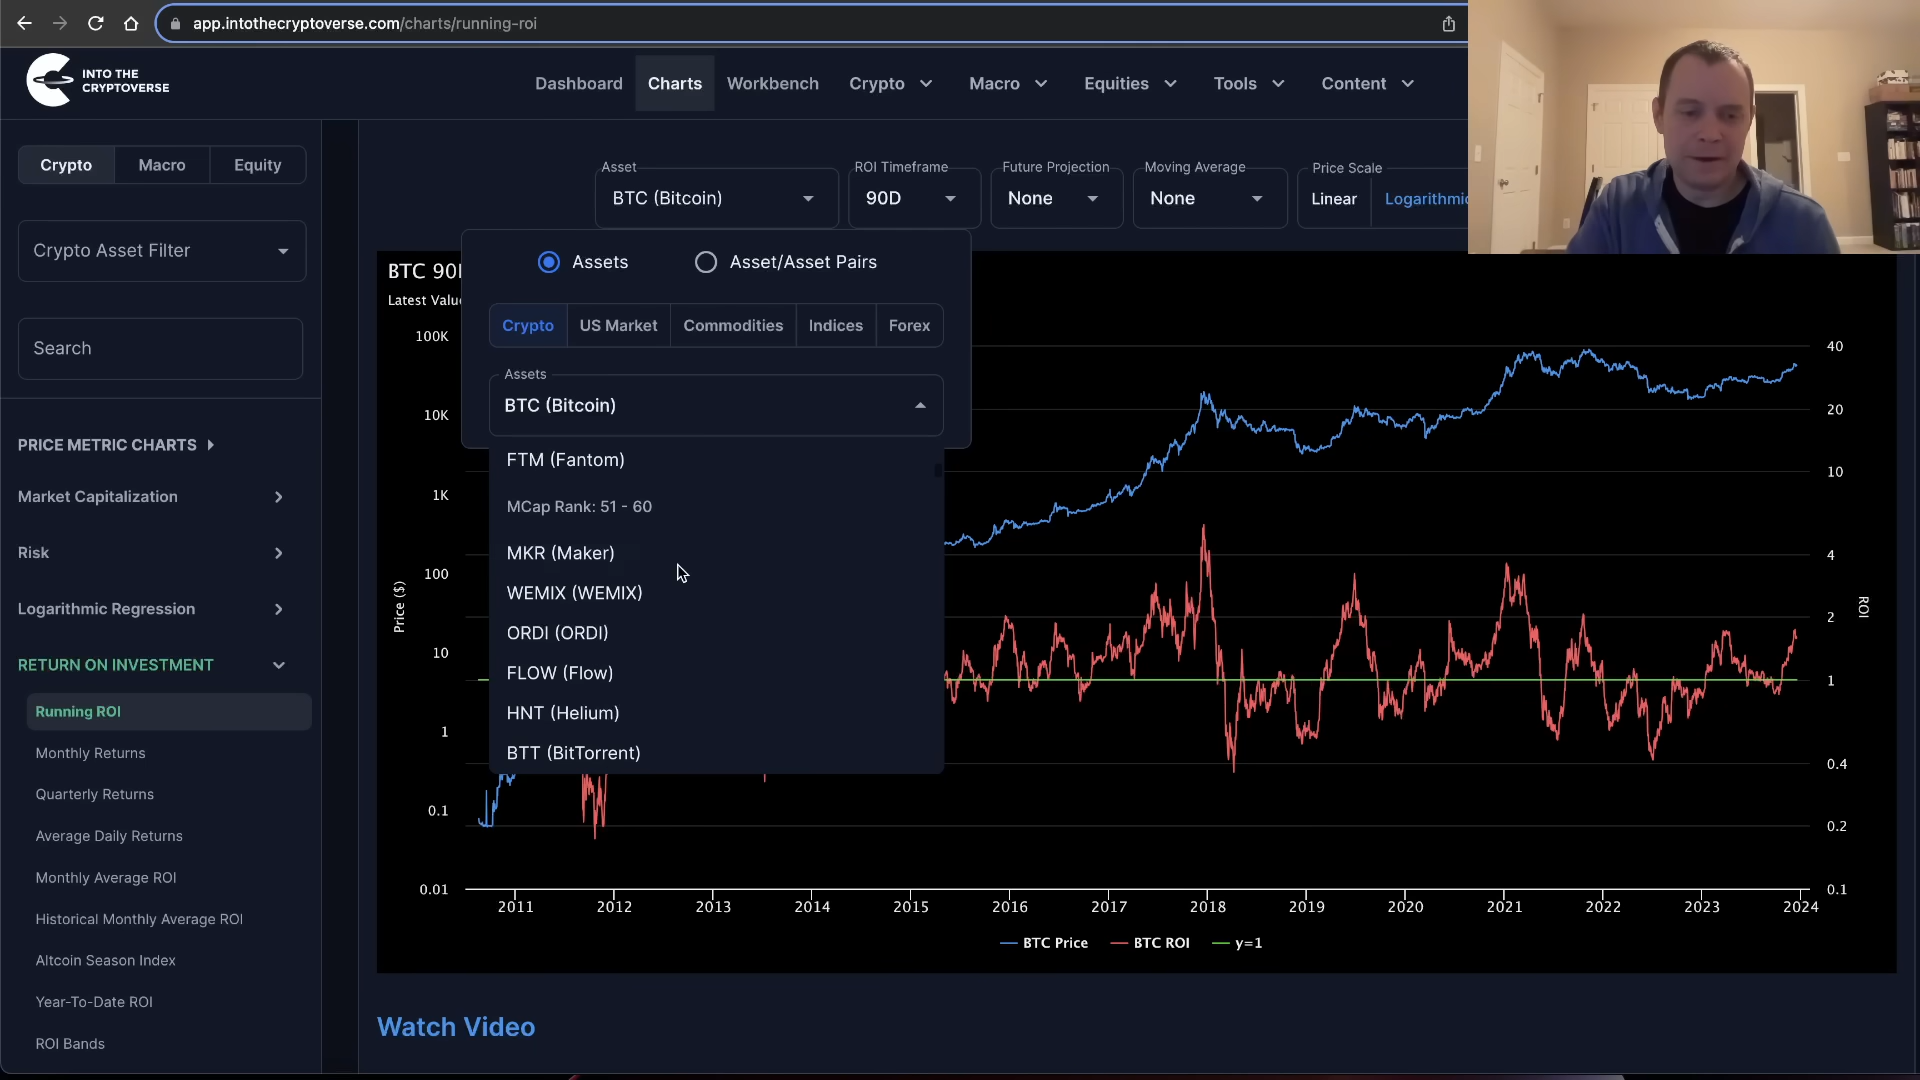 app.intothecryptoverse.com/charts/running-roi
INTO THE
CRYPTOVERSE
Dashboard
Charts
Workbench
Crypto
Macro
Equities
Tools
Content
Crypto
Macro
Equity
Crypto Asset Filter
Search
PRICE METRIC CHARTS
Market Capitalization
Risk
Logarithmic Regression
RETURN ON INVESTMENT
Running ROI
Monthly Returns
Quarterly Returns
Average Daily Returns
Monthly Average ROI
Historical Monthly Average ROI
Altcoin Season Index
Year-To-Date ROI
ROI Bands
Asset
BTC (Bitcoin)
ROI Timeframe
90D
Future Projection
None
Moving Average
None
Price Scale
Linear
Logarithmic
BTC 90
Latest Valu
Assets
Asset/Asset Pairs
Crypto
US Market
Commodities
Indices
Forex
Assets
BTC (Bitcoin)
FTM (Fantom)
MCap Rank: 51 - 60
MKR (Maker)
WEMIX (WEMIX)
ORDI (ORDI)
FLOW (Flow)
HNT (Helium)
BTT (BitTorrent)
Price ($)
100K
10K
1K
100
10
1
0.1
0.01
40
20
10
4
2
1
0.4
0.2
0.1
ROI
2011
2012
2013
2014
2015
2016
2017
2018
2019
2020
2021
2022
2023
2024
BTC Price
BTC ROI
y=1
Watch Video